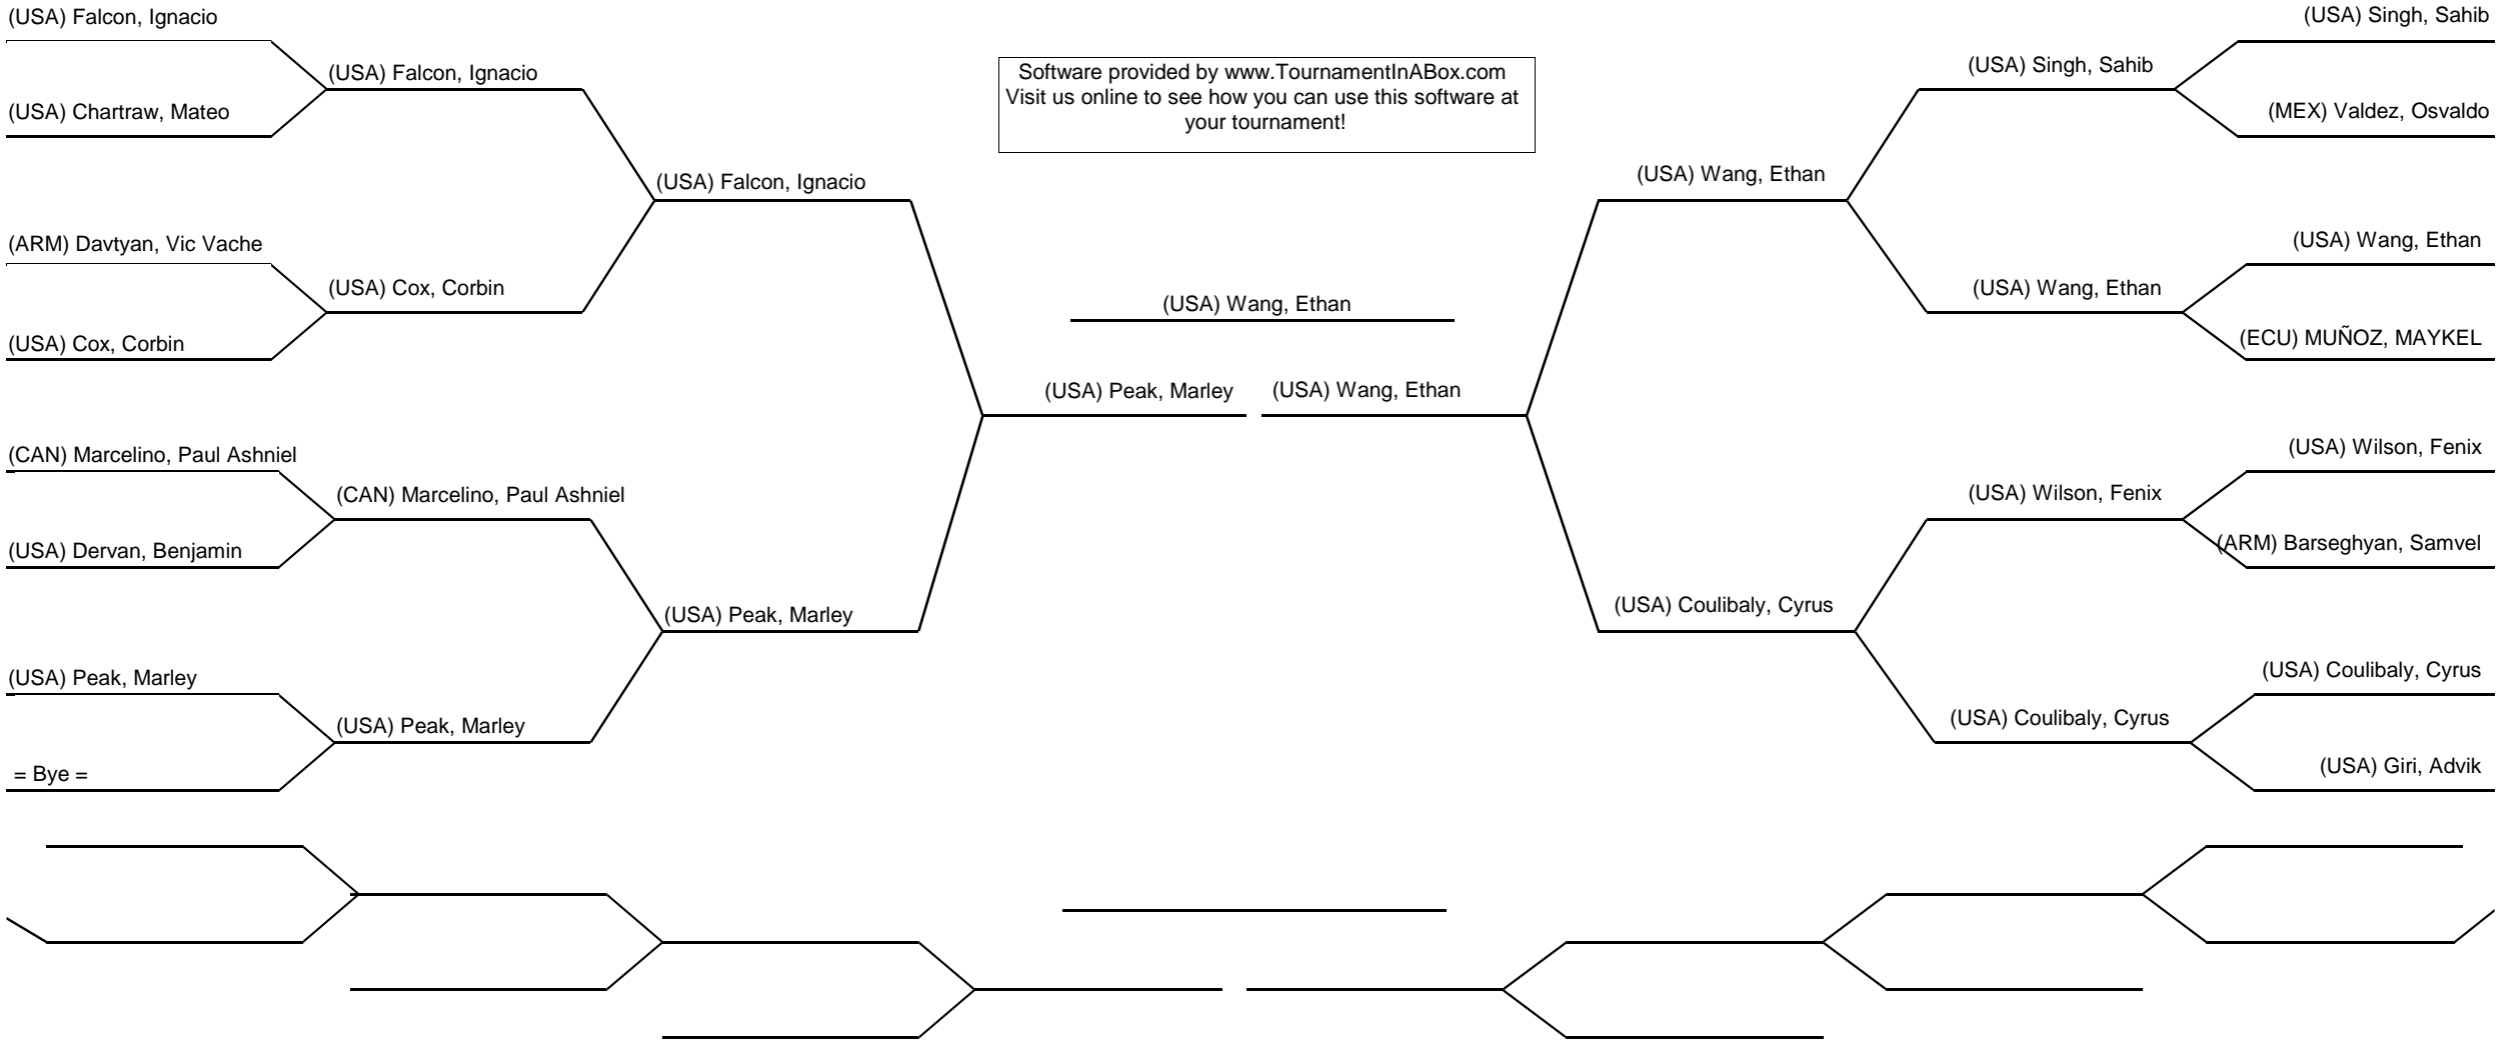 (USA) Falcon, Ignacio
(USA) Chartraw, Mateo
(ARM) Davtyan, Vic Vache
(USA) Cox, Corbin
(CAN) Marcelino, Paul Ashniel
(USA) Dervan, Benjamin
(USA) Peak, Marley
= Bye =
(USA) Falcon, Ignacio
(USA) Cox, Corbin
(CAN) Marcelino, Paul Ashniel
(USA) Peak, Marley
(USA) Falcon, Ignacio
(USA) Peak, Marley
Software provided by www.TournamentInABox.com
Visit us online to see how you can use this software at
your tournament!
(USA) Wang, Ethan
(USA) Peak, Marley
(USA) Wang, Ethan
(USA) Wang, Ethan
(USA) Coulibaly, Cyrus
(USA) Singh, Sahib
(USA) Wang, Ethan
(USA) Wilson, Fenix
(USA) Coulibaly, Cyrus
(USA) Singh, Sahib
(MEX) Valdez, Osvaldo
(USA) Wang, Ethan
(ECU) MUÑOZ, MAYKEL
(USA) Wilson, Fenix
(ARM) Barseghyan, Samvel
(USA) Coulibaly, Cyrus
(USA) Giri, Advik